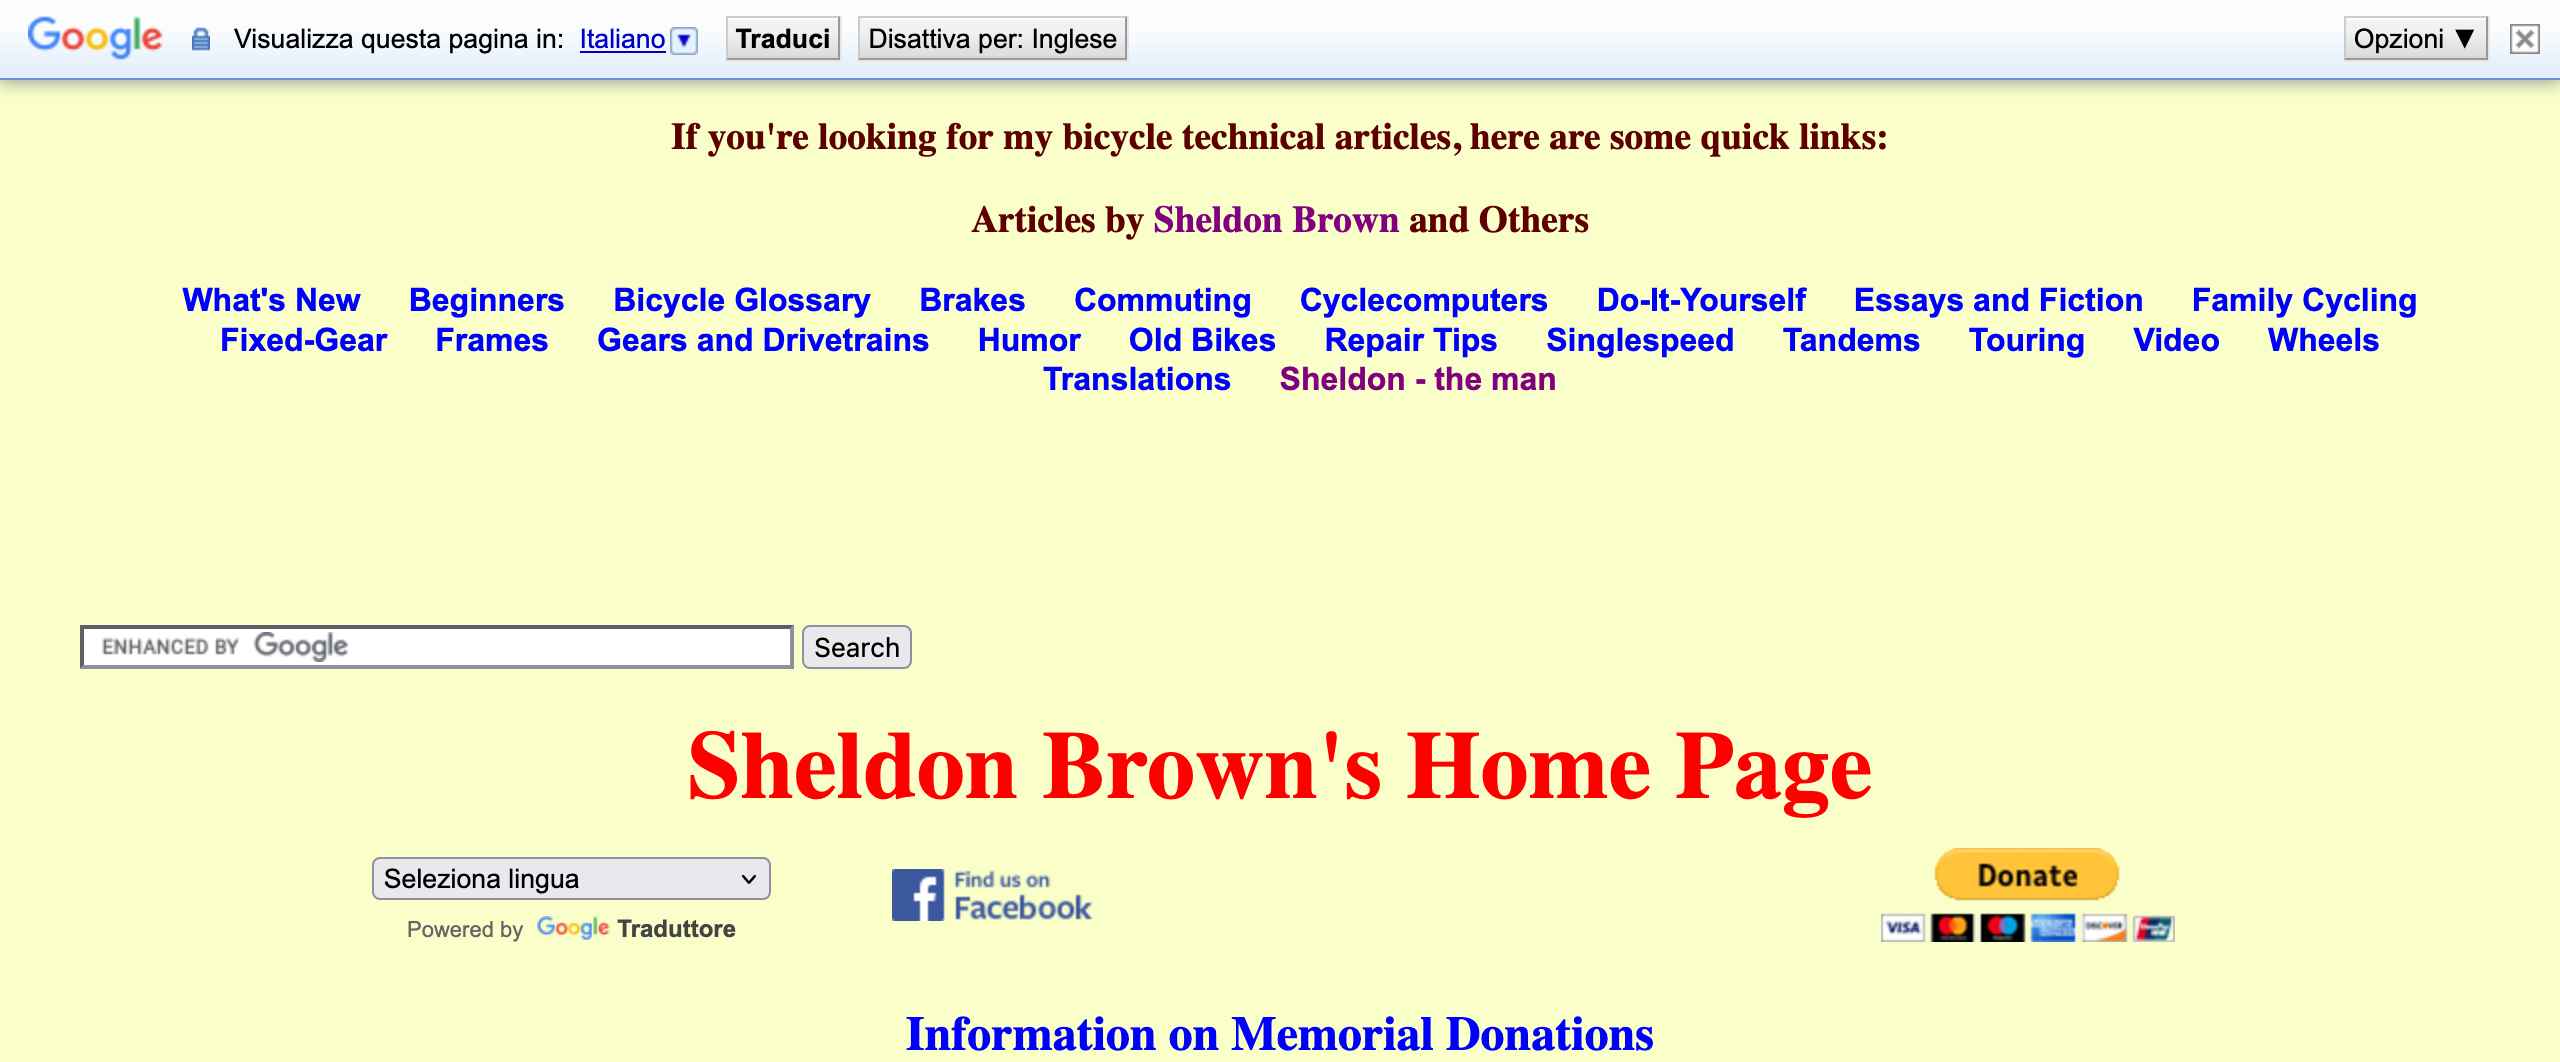 Google Visualizza questa pagina in: Italiano ▼ Traduci Disattiva per: Inglese Opzioni ▼
If you're looking for my bicycle technical articles, here are some quick links:
Articles by Sheldon Brown and Others
What's New Beginners Bicycle Glossary Brakes Commuting Cyclecomputers Do-It-Yourself Essays and Fiction Family Cycling
Fixed-Gear Frames Gears and Drivetrains Humor Old Bikes Repair Tips Singlespeed Tandems Touring Video Wheels
Translations Sheldon - the man
ENHANCED BY Google Search
Sheldon Brown's Home Page
Seleziona lingua
Powered by Google Traduttore
Find us on
Facebook
Donate
VISA DISCOVER
Information on Memorial Donations